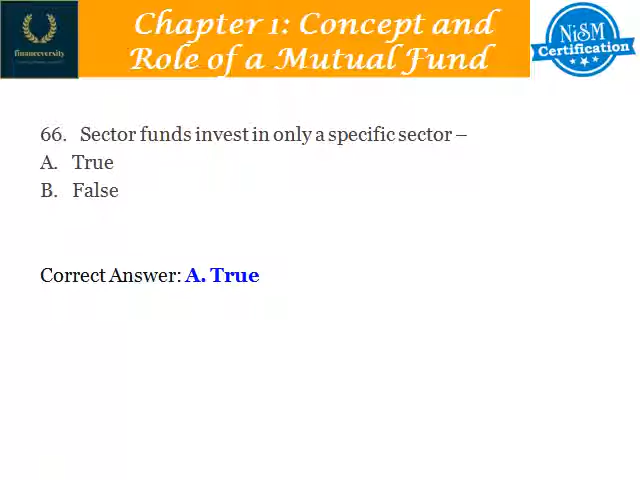 Chapter 1: Concept and
Role of a Mutual Fund
financeversity
NiSM
Certification
66. Sector funds invest in only a specific sector –
A. True
B. False
Correct Answer: A. True